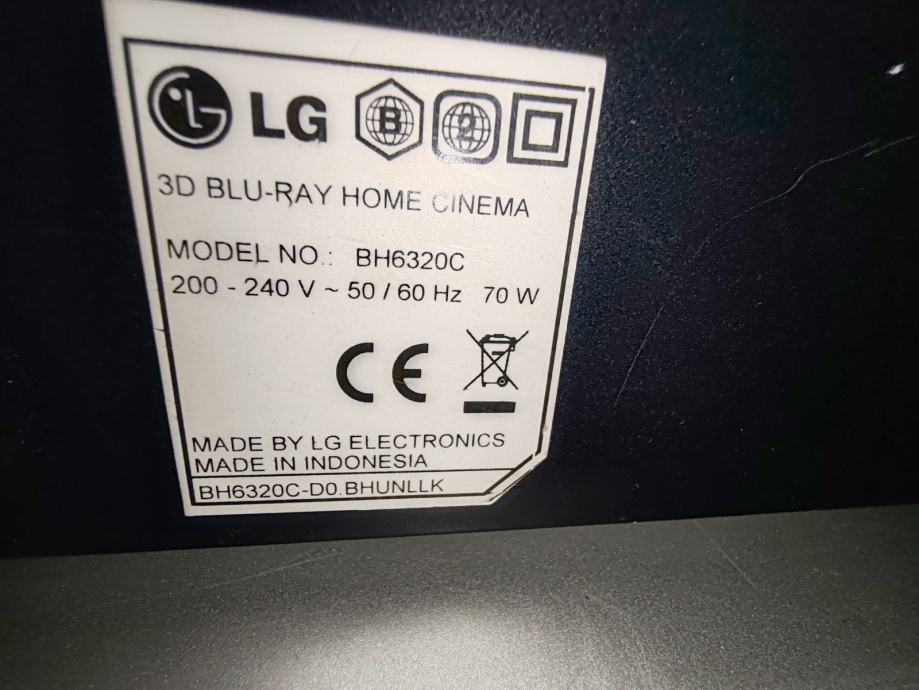 LG B 2
3D BLU-RAY HOME CINEMA
MODEL NO.: BH6320C
200 - 240 V ~ 50 / 60 Hz 70 W
CE
MADE BY LG ELECTRONICS
MADE IN INDONESIA
BH6320C-D0.BHUNLLK